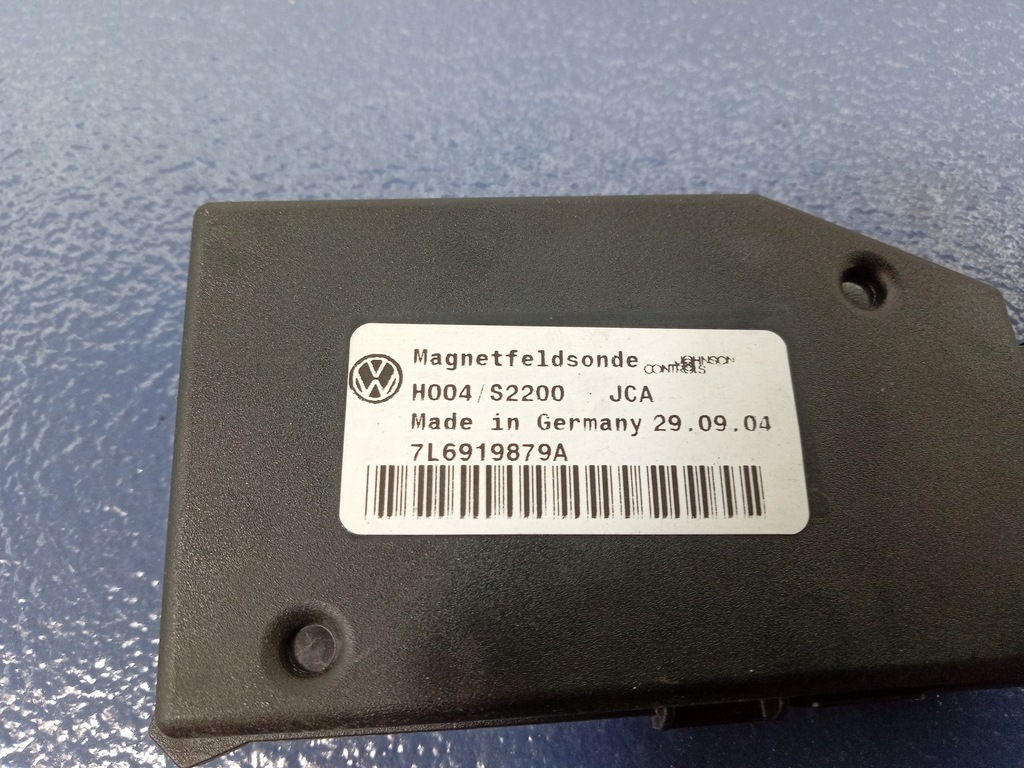 Magnetfeldsonde JOHNSON CONTROLS
H004/S2200 JCA
Made in Germany 29.09.04
7L6919879A